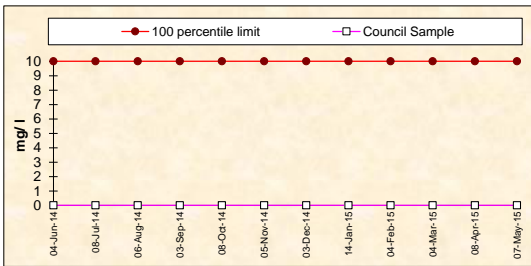 100 percentile limit
Council Sample
mg/ l
10
9
8
7
6
5
4
3
2
1
0
04-Jun-14
08-Jul-14
06-Aug-14
03-Sep-14
08-Oct-14
05-Nov-14
03-Dec-14
14-Jan-15
04-Feb-15
04-Mar-15
08-Apr-15
07-May-15